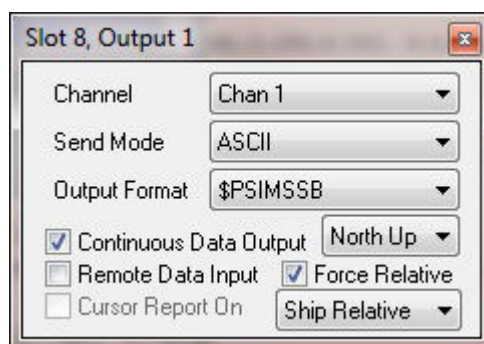 Slot 8, Output 1
Channel Chan 1
Send Mode ASCII
Output Format $PSIMSSB
Continuous Data Output North Up
Remote Data Input Force Relative
Cursor Report On Ship Relative